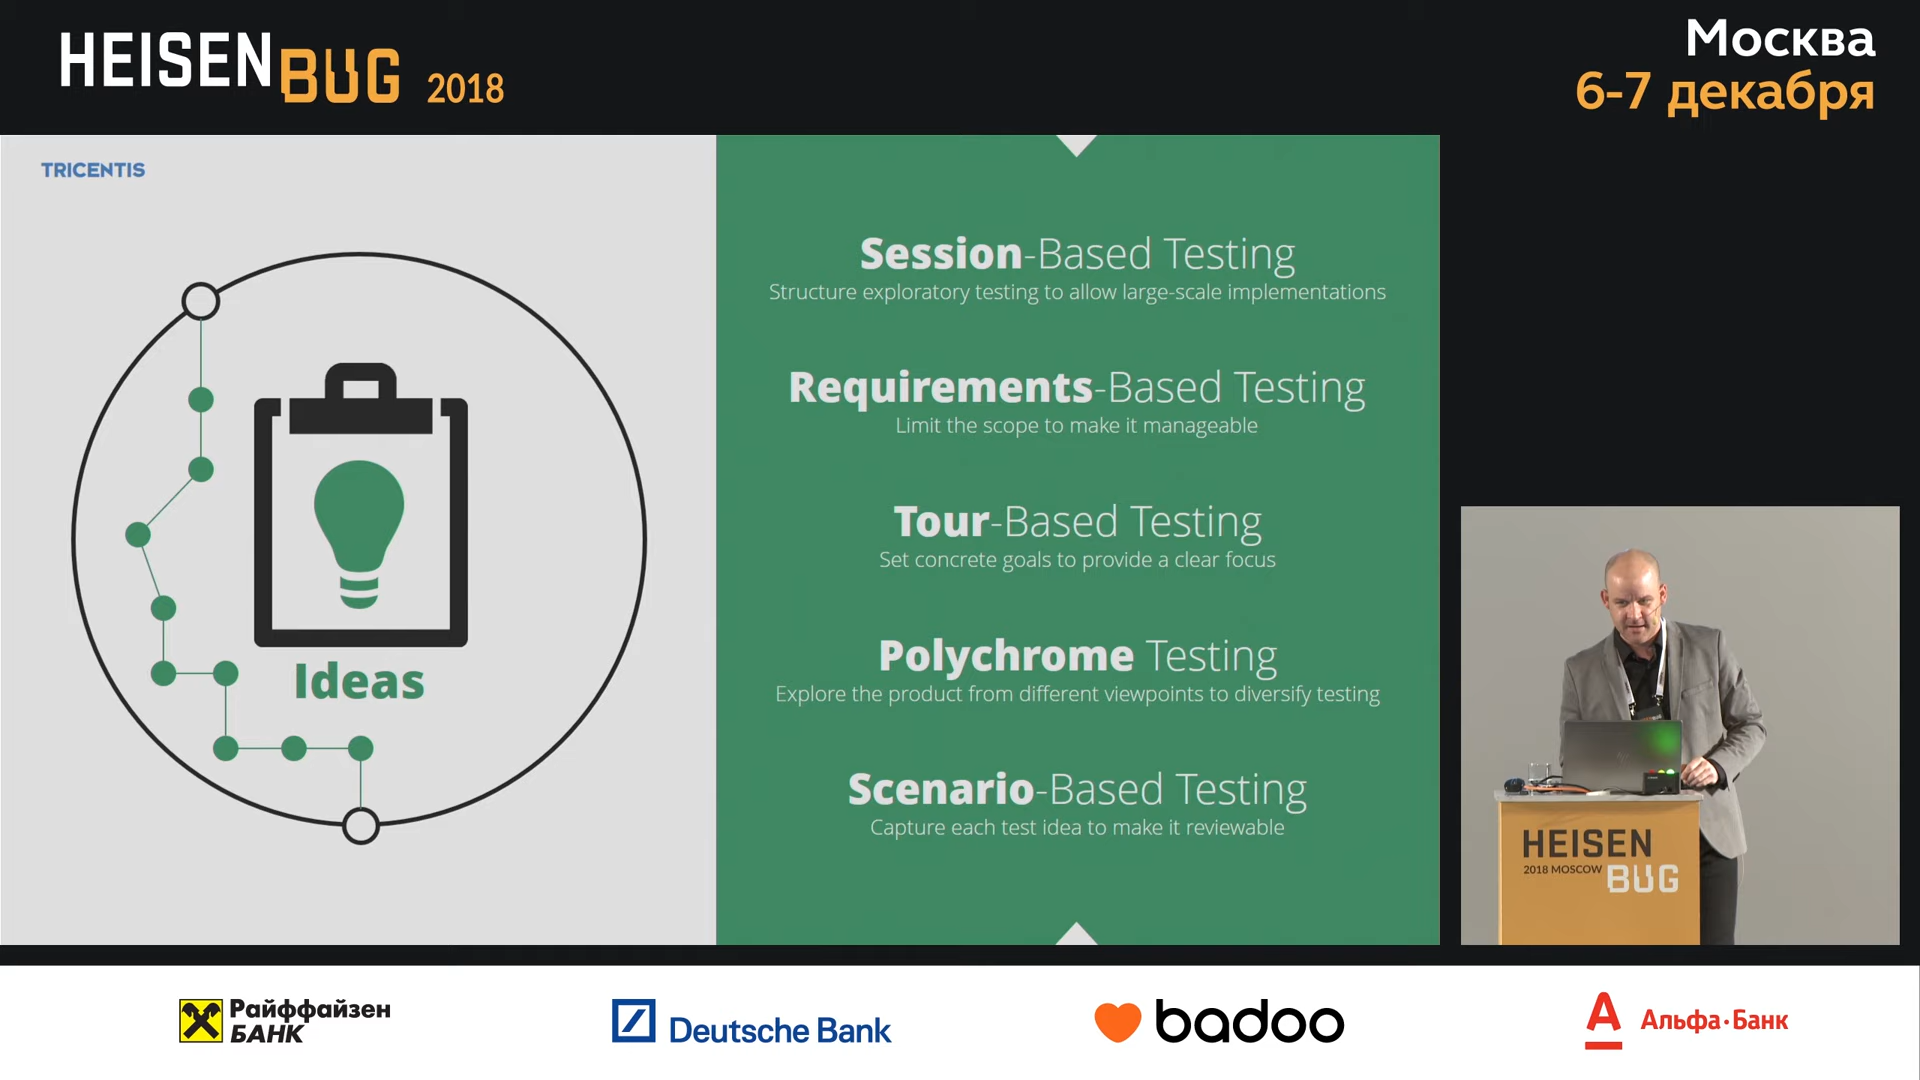 HEISENBUG 2018
Москва
6-7 декабря
TRICENTIS
Ideas
Session-Based Testing
Structure exploratory testing to allow large-scale implementations
Requirements-Based Testing
Limit the scope to make it manageable
Tour-Based Testing
Set concrete goals to provide a clear focus
Polychrome Testing
Explore the product from different viewpoints to diversify testing
Scenario-Based Testing
Capture each test idea to make it reviewable
HEISEN
2018 MOSCOW BUG
Райффайзен
БАНК
Deutsche Bank
badoo
Альфа·Банк